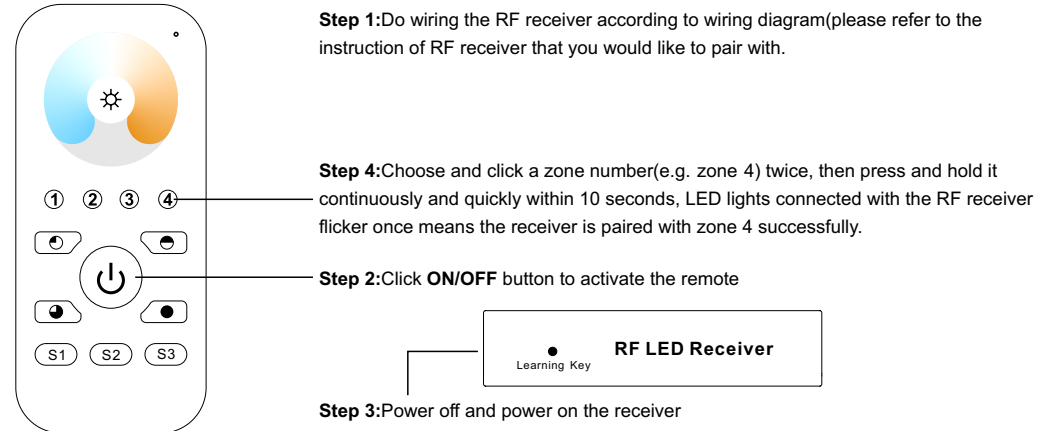 Step 1:Do wiring the RF receiver according to wiring diagram(please refer to the
instruction of RF receiver that you would like to pair with.
Step 4:Choose and click a zone number(e.g. zone 4) twice, then press and hold it
continuously and quickly within 10 seconds, LED lights connected with the RF receiver
flicker once means the receiver is paired with zone 4 successfully.
1 2 3 4
Step 2:Click ON/OFF button to activate the remote
RF LED Receiver
Learning Key
S1 S2 S3
Step 3:Power off and power on the receiver